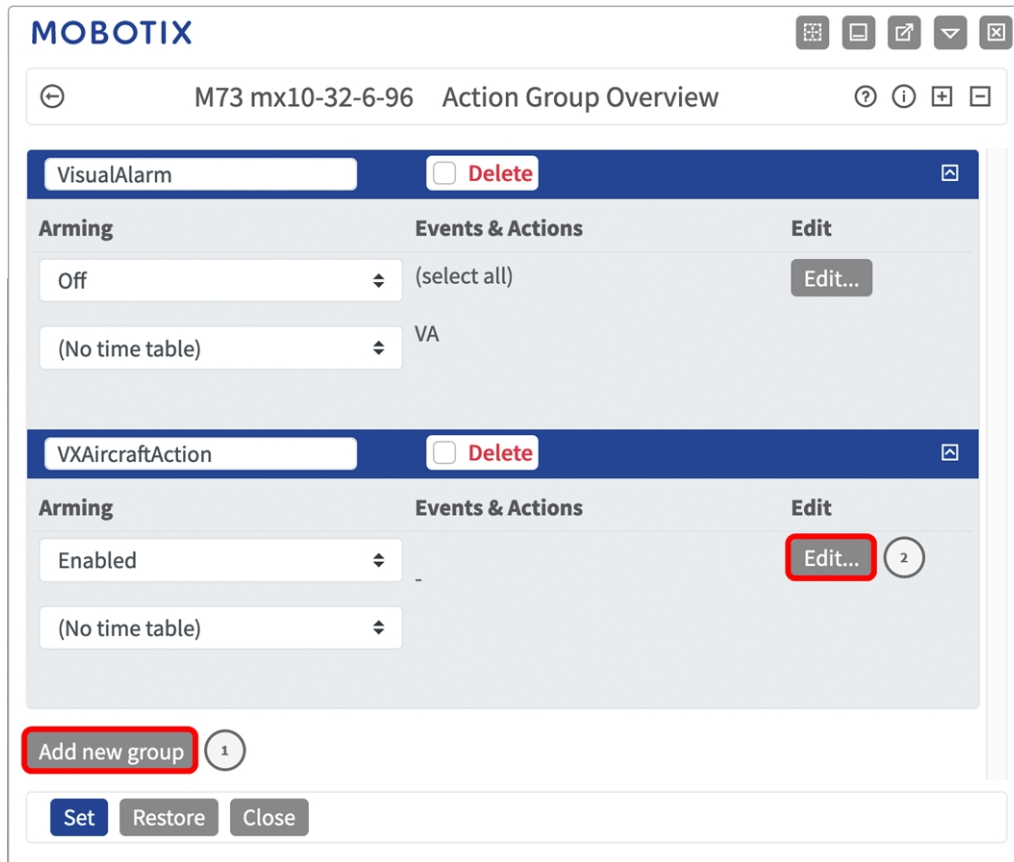 MOBOTIX
M73 mx10-32-6-96 Action Group Overview
VisualAlarm Delete
Arming Events & Actions Edit
Off (select all) Edit...
(No time table) VA
VXAircraftAction Delete
Arming Events & Actions Edit
Enabled - Edit... 2
(No time table)
Add new group 1
Set Restore Close